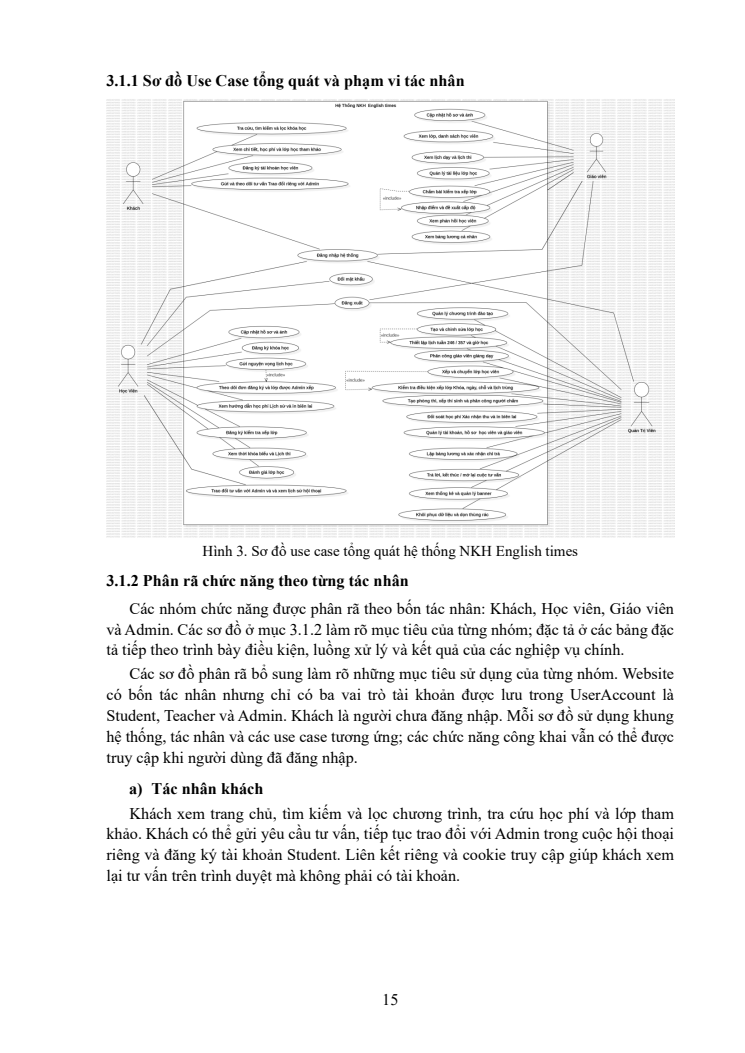 3.1.1 Sơ đồ Use Case tổng quát và phạm vi tác nhân
Hệ Thống NKH English times
Tra cứu, tìm kiếm và lọc khóa học
Xem chi tiết, học phí và lớp học tham khảo
Đăng ký tài khoản học viên
Gửi và theo dõi tư vấn Trao đổi riêng với Admin
Khách
Cập nhật hồ sơ và ảnh
Xem lớp, danh sách học viên
Xem lịch dạy và lịch thi
Quản lý tài liệu lớp học
Chấm bài kiểm tra xếp lớp
«include»
Nhập điểm và đề xuất cấp độ
Xem phản hồi học viên
Xem bảng lương cá nhân
Giáo viên
Đăng nhập hệ thống
Đổi mật khẩu
Đăng xuất
Cập nhật hồ sơ và ảnh
Đăng ký khóa học
Gửi nguyện vọng lịch học
«include»
Theo dõi đơn đăng ký và lớp được Admin xếp
Xem hướng dẫn học phí Lịch sử và in biên lai
Đăng ký kiểm tra xếp lớp
Xem thời khóa biểu và Lịch thi
Đánh giá lớp học
Trao đổi tư vấn với Admin và và xem lịch sử hội thoại
Học Viên
Quản lý chương trình đào tạo
Tạo và chỉnh sửa lớp học
«include»
Thiết lập lịch tuần 246 / 357 và giờ học
Phân công giáo viên giảng dạy
Xếp và chuyển lớp học viên
«include»
Kiểm tra điều kiện xếp lớp Khóa, ngày, chỗ và lịch trong
Tạo phòng thi, xếp thí sinh và phân công người chấm
Đối soát học phí Xác nhận thu và in biên lai
Quản lý tài khoản, hồ sơ học viên và giáo viên
Lập bảng lương và xác nhận chi trả
Trả lời, kết thúc / mở lại cuộc tư vấn
Xem thống kê và quản lý banner
Khôi phục dữ liệu và dọn thùng rác
Quản Trị Viên
Hình 3. Sơ đồ use case tổng quát hệ thống NKH English times
3.1.2 Phân rã chức năng theo từng tác nhân
Các nhóm chức năng được phân rã theo bốn tác nhân: Khách, Học viên, Giáo viên
và Admin. Các sơ đồ ở mục 3.1.2 làm rõ mục tiêu của từng nhóm; đặc tả ở các bảng đặc
tả tiếp theo trình bày điều kiện, luồng xử lý và kết quả của các nghiệp vụ chính.
Các sơ đồ phân rã bổ sung làm rõ những mục tiêu sử dụng của từng nhóm. Website
có bốn tác nhân nhưng chỉ có ba vai trò tài khoản được lưu trong UserAccount là
Student, Teacher và Admin. Khách là người chưa đăng nhập. Mỗi sơ đồ sử dụng khung
hệ thống, tác nhân và các use case tương ứng; các chức năng công khai vẫn có thể được
truy cập khi người dùng đã đăng nhập.
a) Tác nhân khách
Khách xem trang chủ, tìm kiếm và lọc chương trình, tra cứu học phí và lớp tham
khảo. Khách có thể gửi yêu cầu tư vấn, tiếp tục trao đổi với Admin trong cuộc hội thoại
riêng và đăng ký tài khoản Student. Liên kết riêng và cookie truy cập giúp khách xem
lại tư vấn trên trình duyệt mà không phải có tài khoản.
15